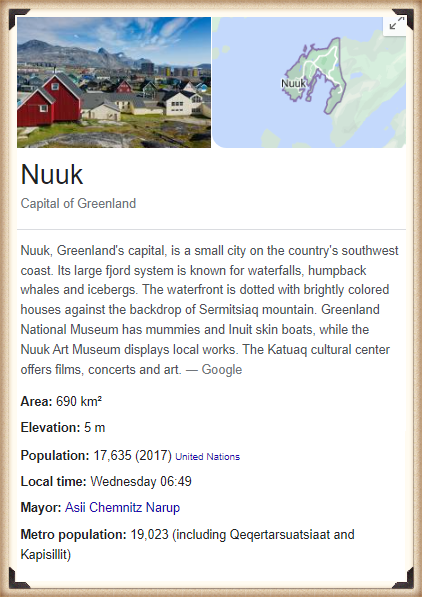 Nuuk
Nuuk
Capital of Greenland
Nuuk, Greenland's capital, is a small city on the country's southwest
coast. Its large fjord system is known for waterfalls, humpback
whales and icebergs. The waterfront is dotted with brightly colored
houses against the backdrop of Sermitsiaq mountain. Greenland
National Museum has mummies and Inuit skin boats, while the
Nuuk Art Museum displays local works. The Katuaq cultural center
offers films, concerts and art. — Google
Area: 690 km²
Elevation: 5 m
Population: 17,635 (2017) United Nations
Local time: Wednesday 06:49
Mayor: Asii Chemnitz Narup
Metro population: 19,023 (including Qeqertarsuatsiaat and
Kapisillit)